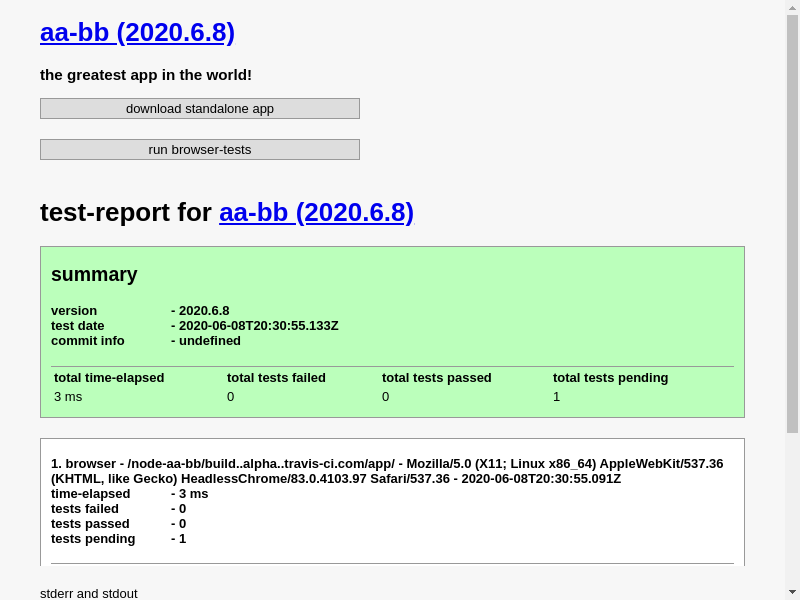 aa-bb (2020.6.8)
the greatest app in the world!
download standalone app
run browser-tests
test-report for aa-bb (2020.6.8)
summary
version - 2020.6.8
test date - 2020-06-08T20:30:55.133Z
commit info - undefined
total time-elapsed total tests failed total tests passed total tests pending
3 ms 0 0 1
1. browser - /node-aa-bb/build..alpha..travis-ci.com/app/ - Mozilla/5.0 (X11; Linux x86_64) AppleWebKit/537.36
(KHTML, like Gecko) HeadlessChrome/83.0.4103.97 Safari/537.36 - 2020-06-08T20:30:55.091Z
time-elapsed - 3 ms
tests failed - 0
tests passed - 0
tests pending - 1
stderr and stdout